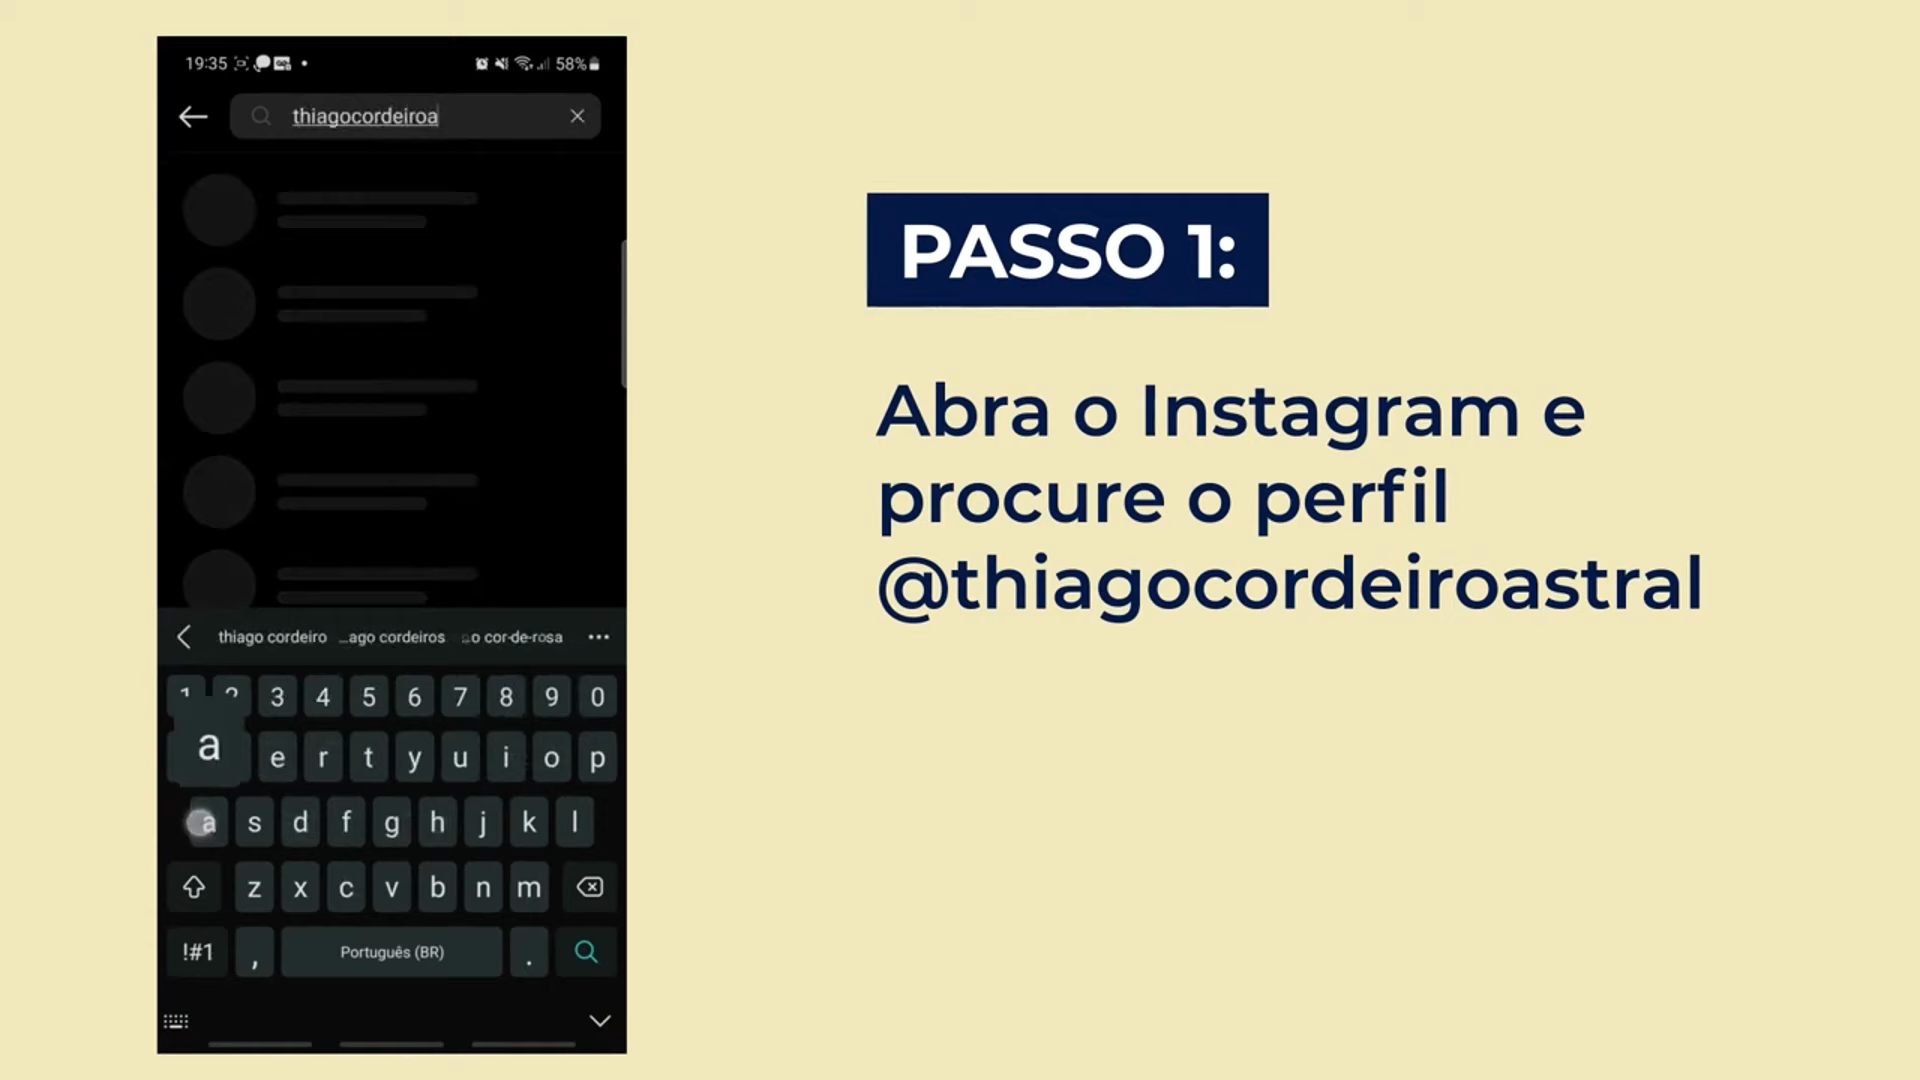 19:35
58%
thiagocordeiroa
PASSO 1:
Abra o Instagram e
procure o perfil
@thiagocordeiroastral
thiago cordeiro ...ago cordeiros ...o cor-de-rosa
3 4 5 6 7 8 9 0
a
e r t y u i o p
a s d f g h j k l
z x c v b n m
!#1 , Português (BR) .